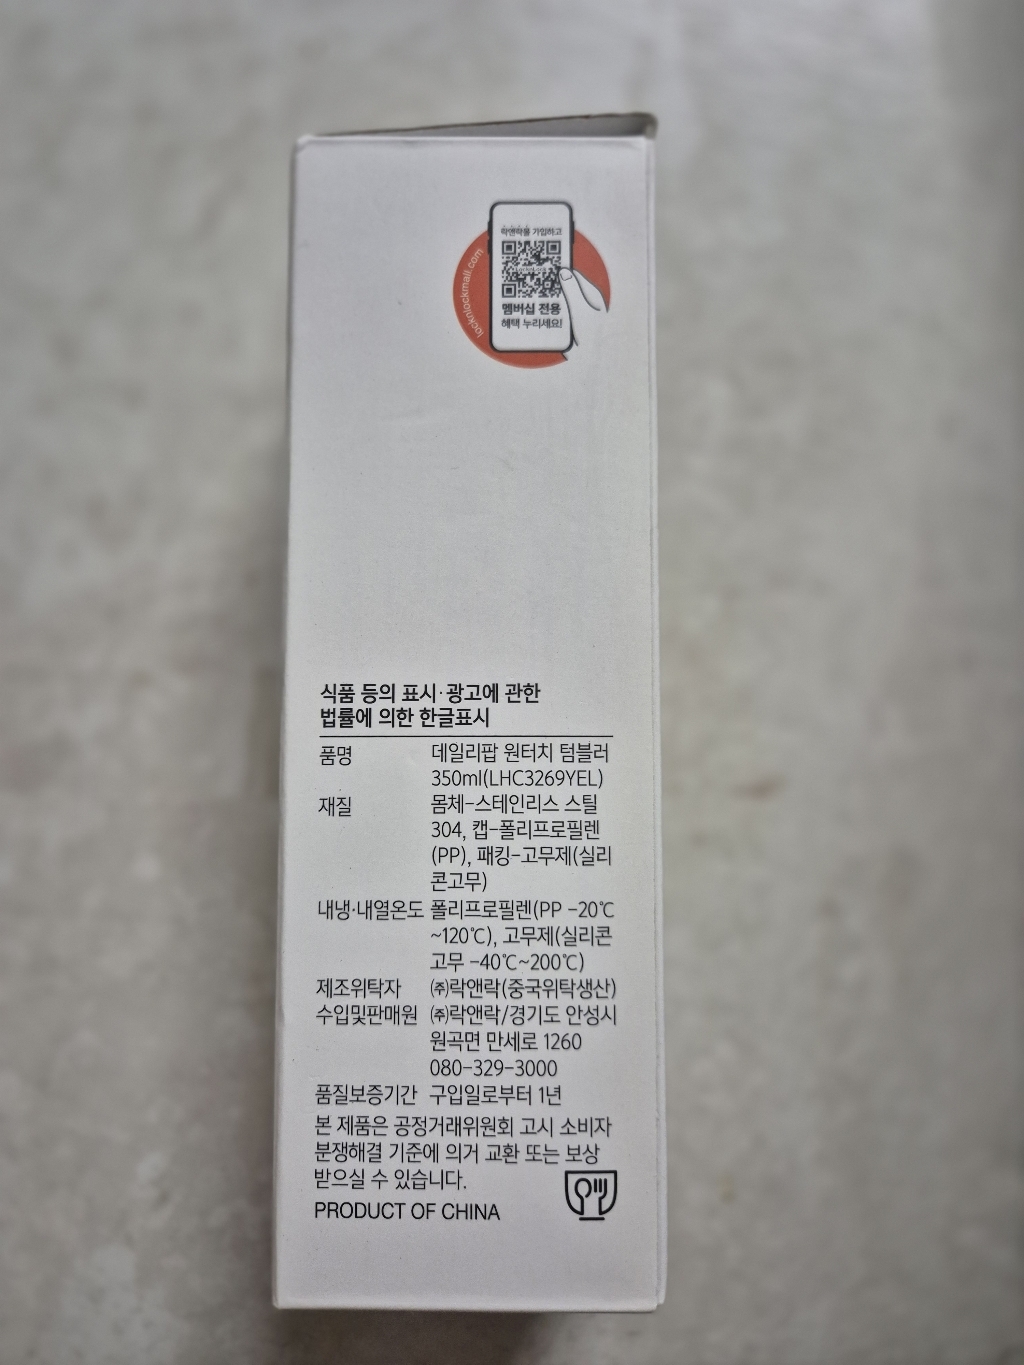 락앤락몰 가입하고
locknlockmall.com
멤버십 전용
혜택 누리세요!
식품 등의 표시·광고에 관한
법률에 의한 한글표시
품명 데일리팝 원터치 텀블러
350ml(LHC3269YEL)
재질 몸체-스테인리스 스틸
304, 캡-폴리프로필렌
(PP), 패킹-고무제(실리
콘고무)
내냉·내열온도 폴리프로필렌(PP -20℃
~120℃), 고무제(실리콘
고무 -40℃~200℃)
제조위탁자 ㈜락앤락(중국위탁생산)
수입및판매원 ㈜락앤락/경기도 안성시
원곡면 만세로 1260
080-329-3000
품질보증기간 구입일로부터 1년
본 제품은 공정거래위원회 고시 소비자
분쟁해결 기준에 의거 교환 또는 보상
받으실 수 있습니다.
PRODUCT OF CHINA